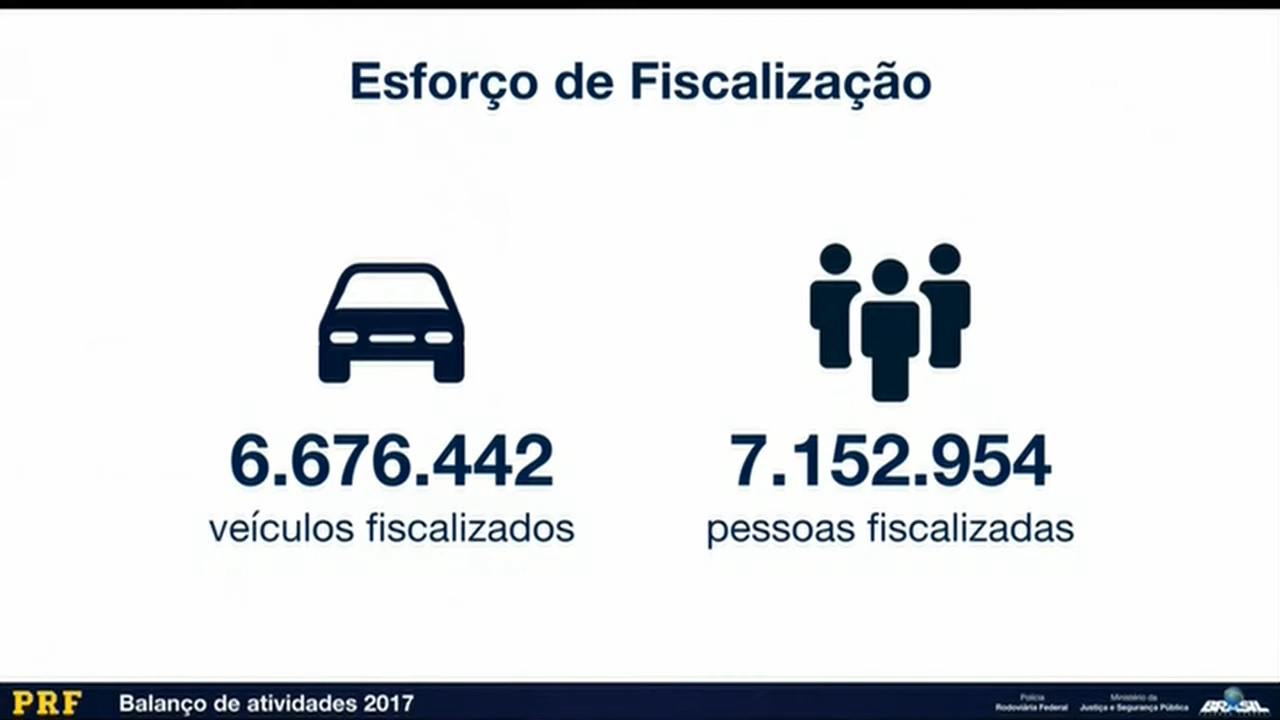 Esforço de Fiscalização
6.676.442
veículos fiscalizados
7.152.954
pessoas fiscalizadas
PRF
Balanço de atividades 2017
Polícia
Rodoviária Federal
Ministério da
Justiça e Segurança Pública
BRASIL